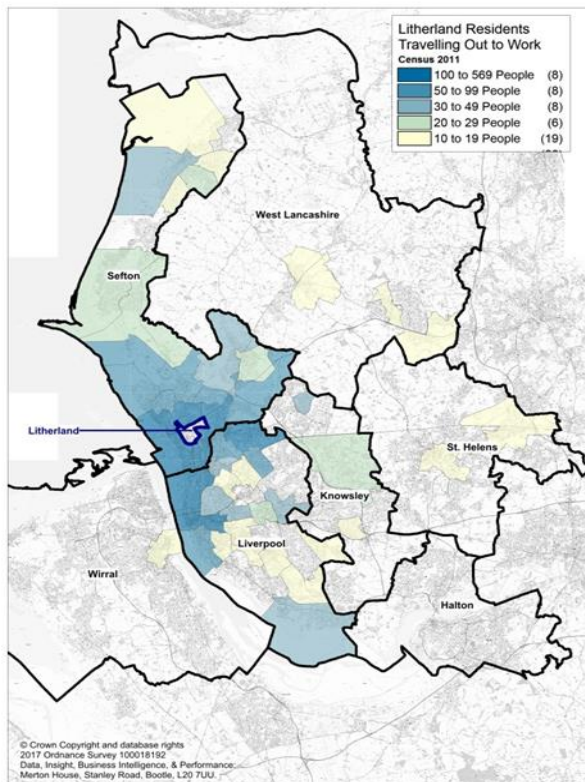 Litherland Residents
Travelling Out to Work
Census 2011
100 to 569 People (8)
50 to 99 People (8)
30 to 49 People (8)
20 to 29 People (6)
10 to 19 People (19)
West Lancashire
Sefton
Litherland
St. Helens
Knowsley
Liverpool
Wirral
Halton
© Crown Copyright and database rights
2017 Ordnance Survey 100018192
Data, Insight, Business Intelligence, & Performance:
Merton House, Stanley Road, Bootle, L20 7UU.